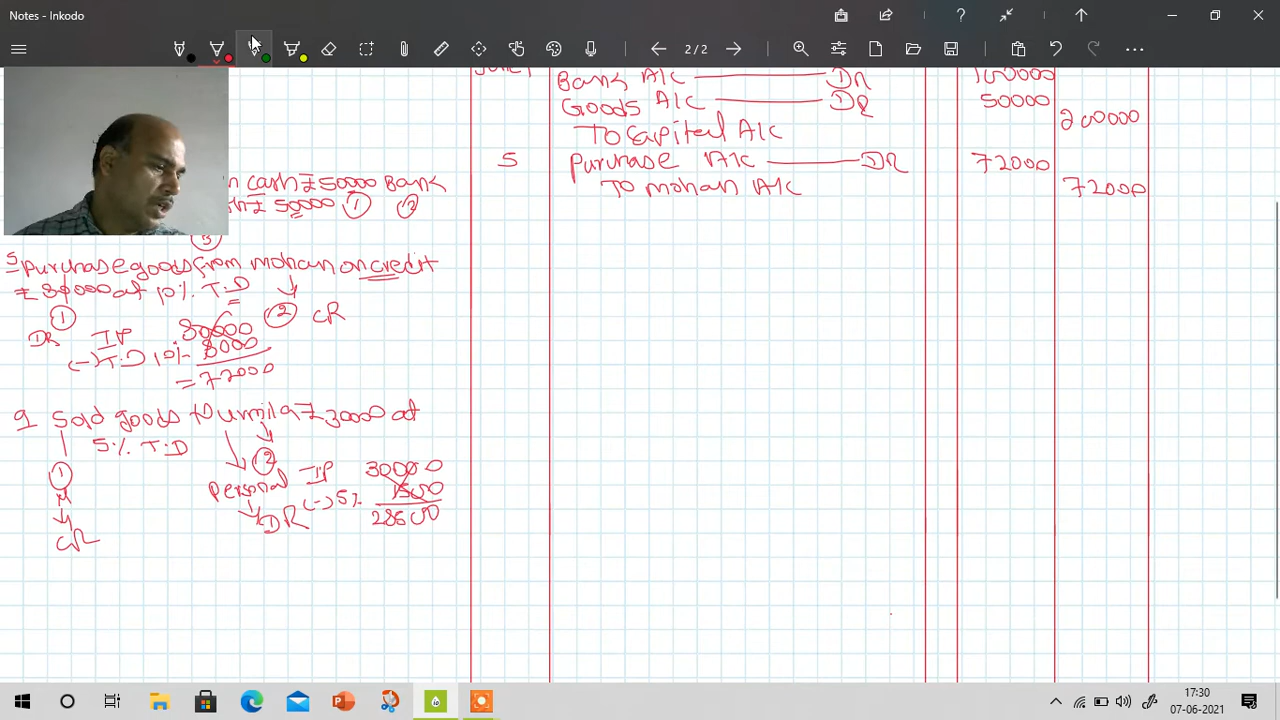 Notes - Inkodo
2/2
Bank A/C ——— DR 100000
Goods A/C ——— DR 50000
To capital A/C 200000
5 purchase A/C ——— DR 72000
To mohan A/C 72000
cash ₹ 50000 Bank
₹ 50000 ① ②
③
5 purchase goods from mohan on credit
₹ 80000 at 10% T.D
① ② CR
DR IP 80000
(-) T.D 10% 8000
= 72000
9 Sold goods to urmila ₹ 30000 at
5% T.D
① ②
Personal IP 30000
(-) 5% 1500
DR 28500
CR
17:30
07-06-2021